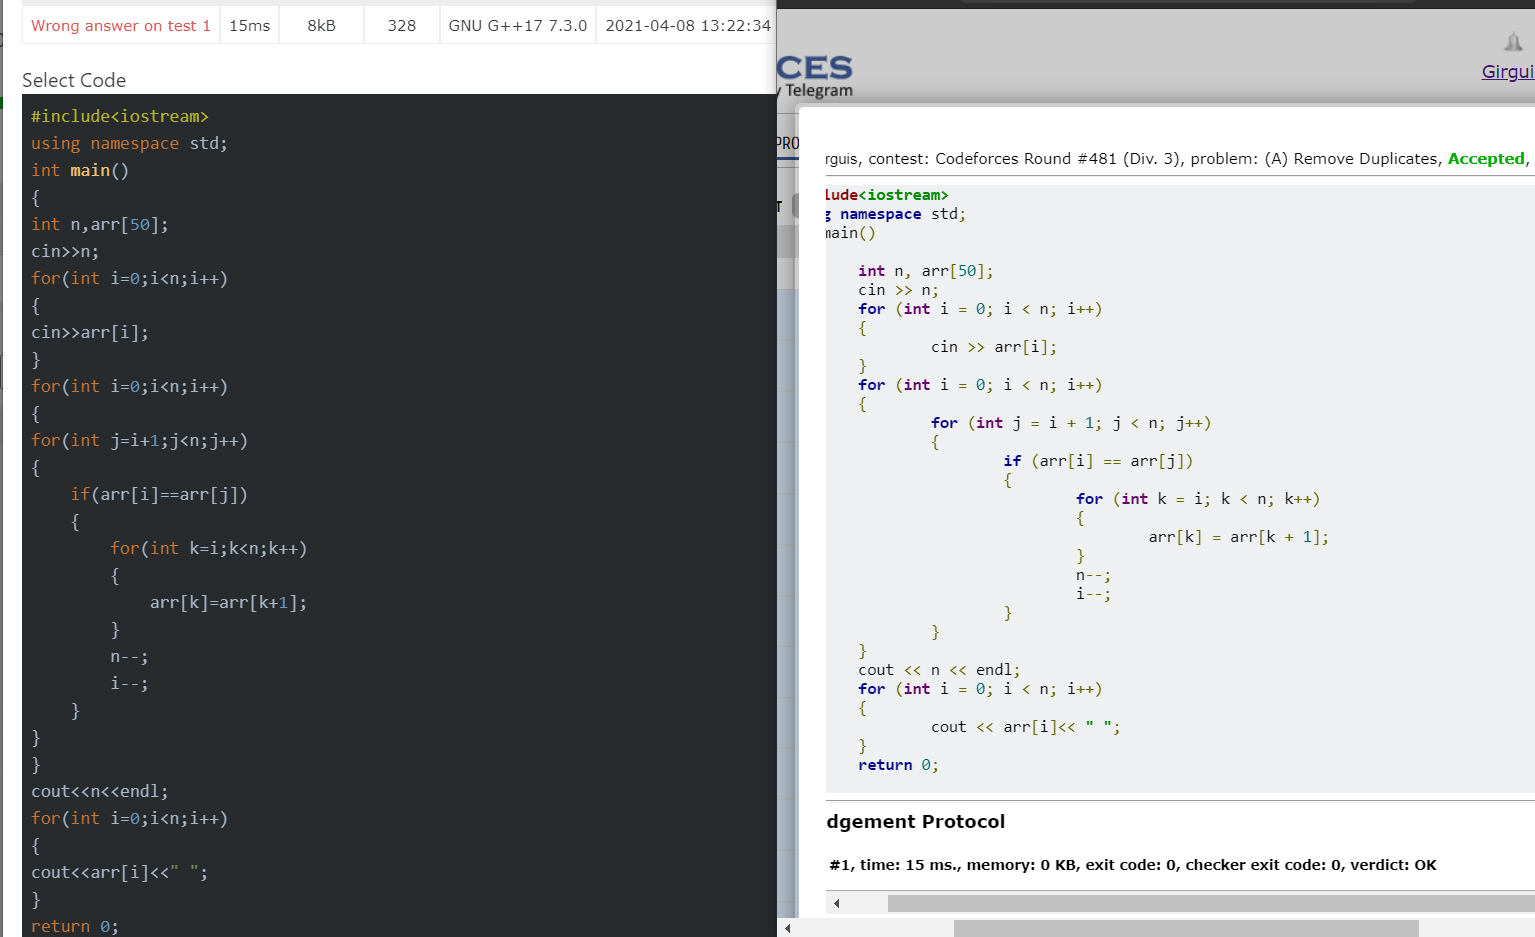 Wrong answer on test 1 15ms 8kB 328 GNU G++17 7.3.0 2021-04-08 13:22:34
Select Code
#include<iostream>
using namespace std;
int main()
{
int n,arr[50];
cin>>n;
for(int i=0;i<n;i++)
{
cin>>arr[i];
}
for(int i=0;i<n;i++)
{
for(int j=i+1;j<n;j++)
{
if(arr[i]==arr[j])
{
for(int k=i;k<n;k++)
{
arr[k]=arr[k+1];
}
n--;
i--;
}
}
}
cout<<n<<endl;
for(int i=0;i<n;i++)
{
cout<<arr[i]<<" ";
}
return 0;
CES
y Telegram
Girgui
PRO
T
rguis, contest: Codeforces Round #481 (Div. 3), problem: (A) Remove Duplicates, Accepted,
lude<iostream>
g namespace std;
main()
int n, arr[50];
cin >> n;
for (int i = 0; i < n; i++)
{
cin >> arr[i];
}
for (int i = 0; i < n; i++)
{
for (int j = i + 1; j < n; j++)
{
if (arr[i] == arr[j])
{
for (int k = i; k < n; k++)
{
arr[k] = arr[k + 1];
}
n--;
i--;
}
}
}
cout << n << endl;
for (int i = 0; i < n; i++)
{
cout << arr[i]<< " ";
}
return 0;
dgement Protocol
#1, time: 15 ms., memory: 0 KB, exit code: 0, checker exit code: 0, verdict: OK